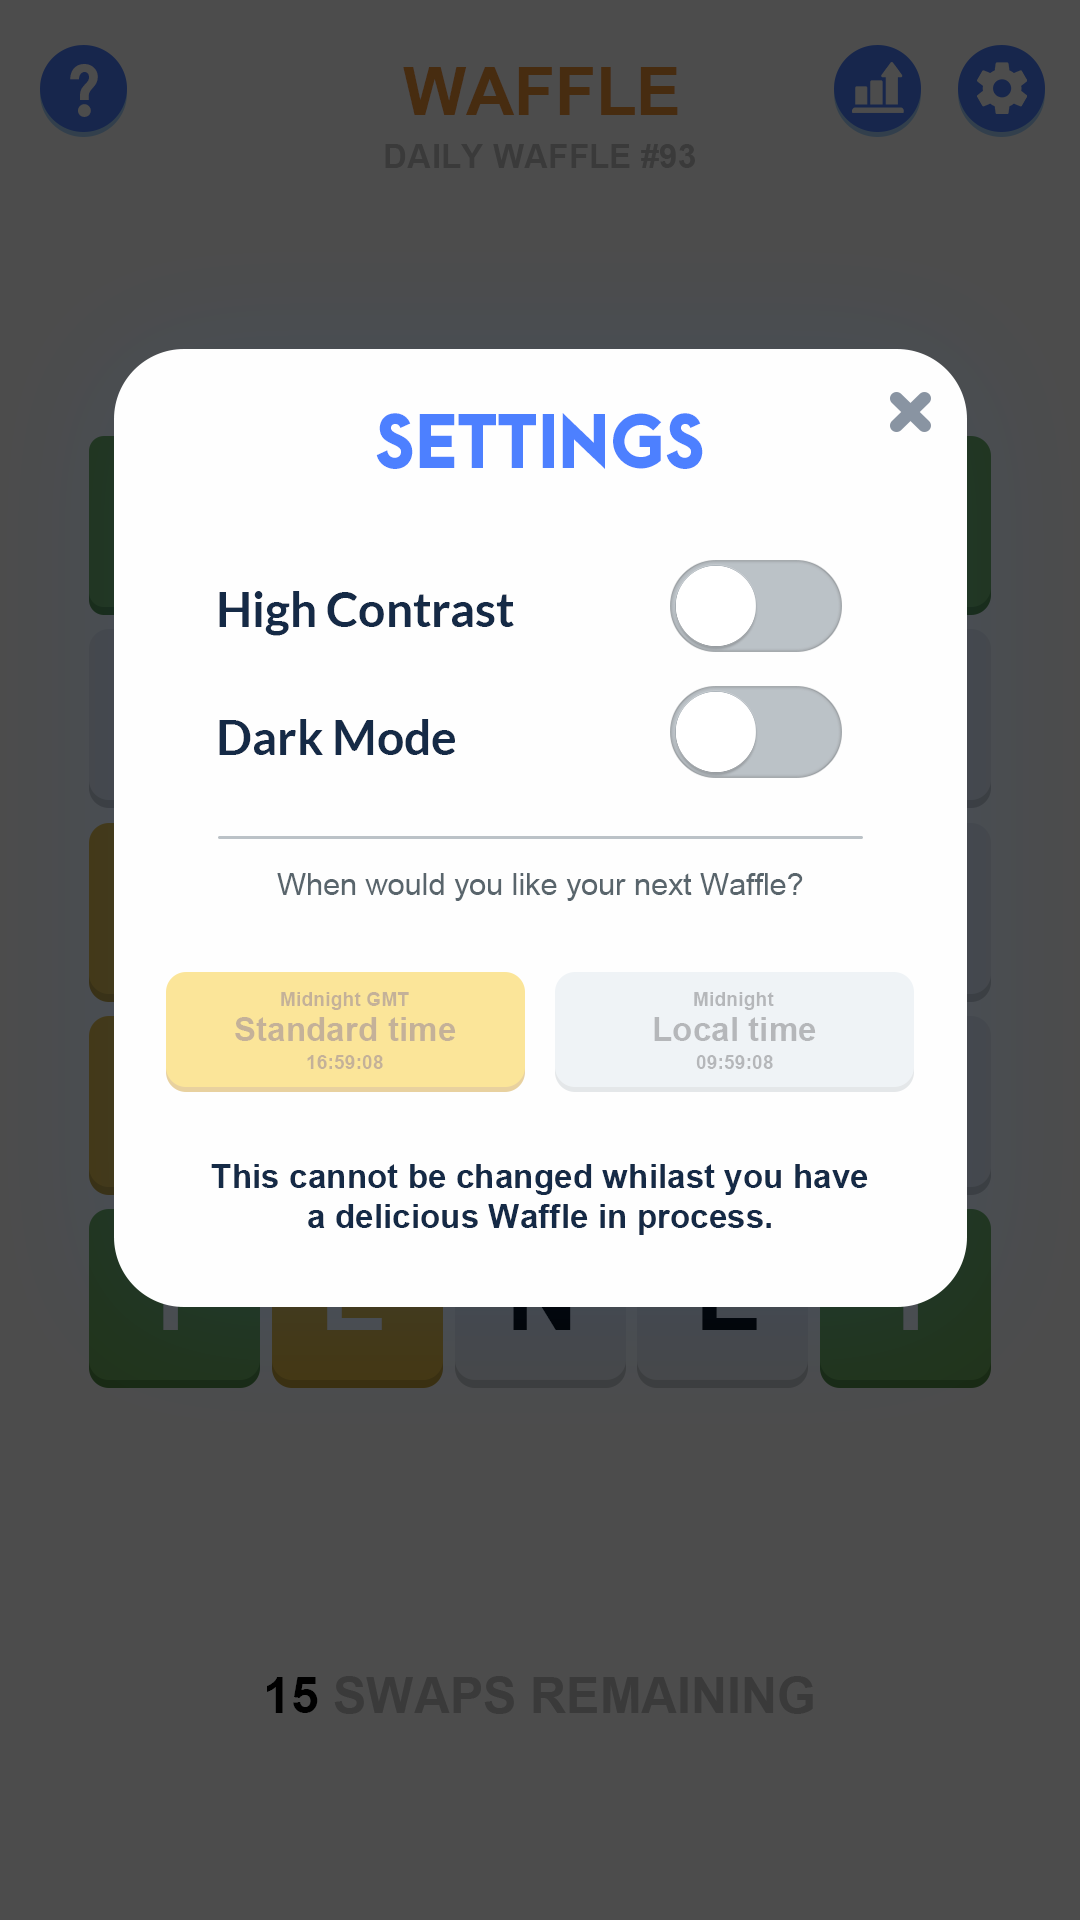 WAFFLE
DAILY WAFFLE #93
SETTINGS
High Contrast
Dark Mode
When would you like your next Waffle?
Midnight GMT
Standard time
16:59:08
Midnight
Local time
09:59:08
This cannot be changed whilast you have
a delicious Waffle in process.
15 SWAPS REMAINING